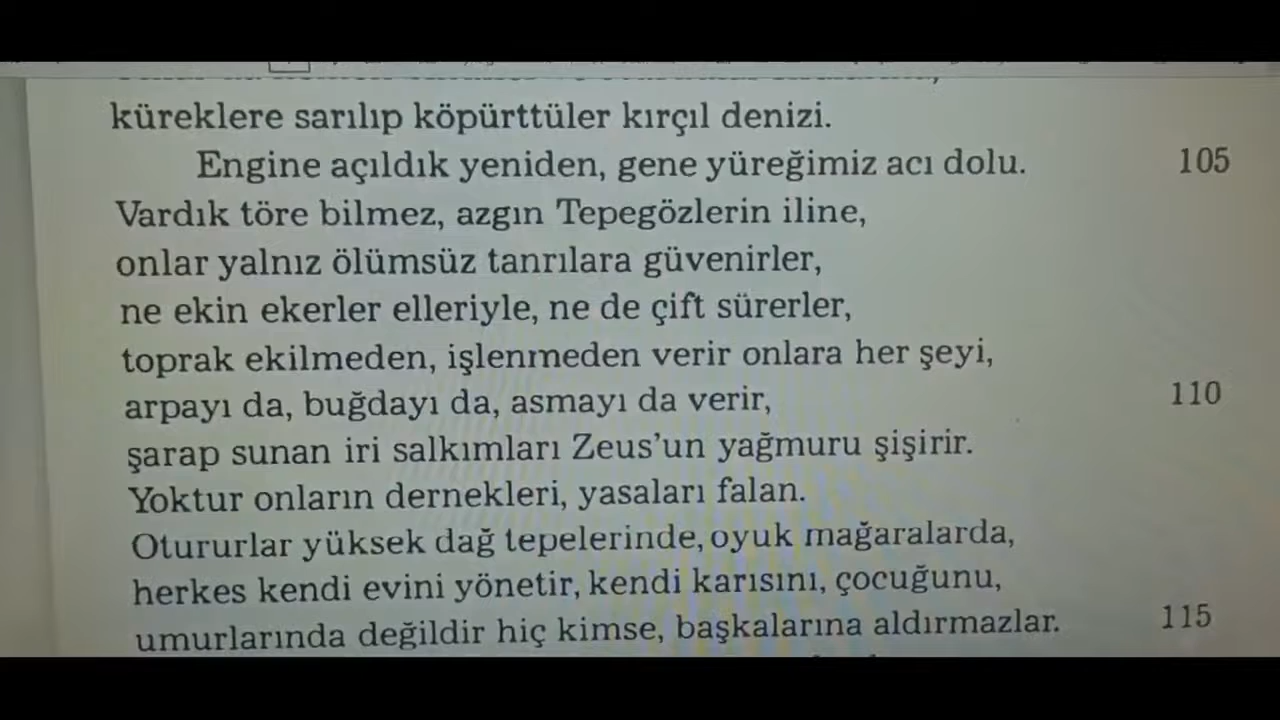 küreklere sarılıp köpürttüler kırçıl denizi.
Engine açıldık yeniden, gene yüreğimiz acı dolu. 105
Vardık töre bilmez, azgın Tepegözlerin iline,
onlar yalnız ölümsüz tanrılara güvenirler,
ne ekin ekerler elleriyle, ne de çift sürerler,
toprak ekilmeden, işlenmeden verir onlara her şeyi,
arpayı da, buğdayı da, asmayı da verir, 110
şarap sunan iri salkımları Zeus’un yağmuru şişirir.
Yoktur onların dernekleri, yasaları falan.
Otururlar yüksek dağ tepelerinde, oyuk mağaralarda,
herkes kendi evini yönetir, kendi karısını, çocuğunu,
umurlarında değildir hiç kimse, başkalarına aldırmazlar. 115